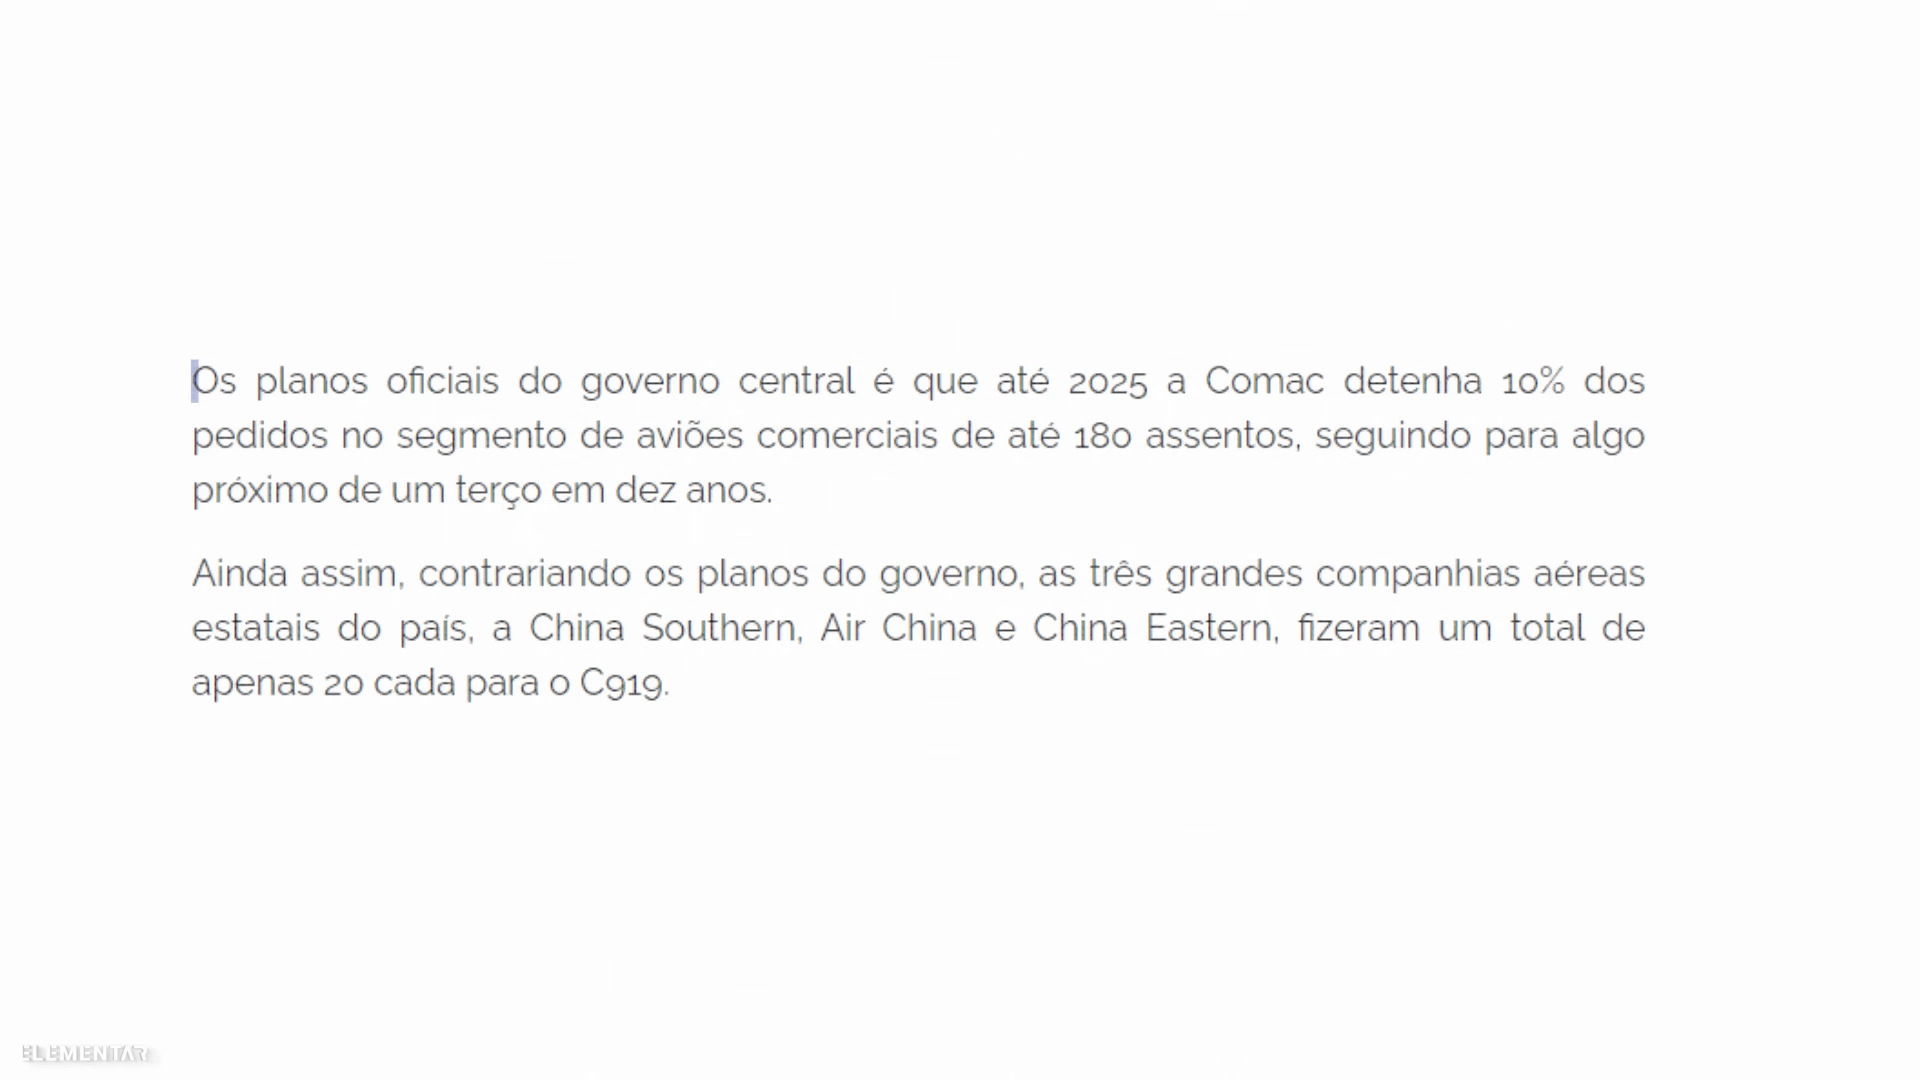 Os planos oficiais do governo central é que até 2025 a Comac detenha 10% dos
pedidos no segmento de aviões comerciais de até 180 assentos, seguindo para algo
próximo de um terço em dez anos.
Ainda assim, contrariando os planos do governo, as três grandes companhias aéreas
estatais do país, a China Southern, Air China e China Eastern, fizeram um total de
apenas 20 cada para o C919.
ELEMENTAR